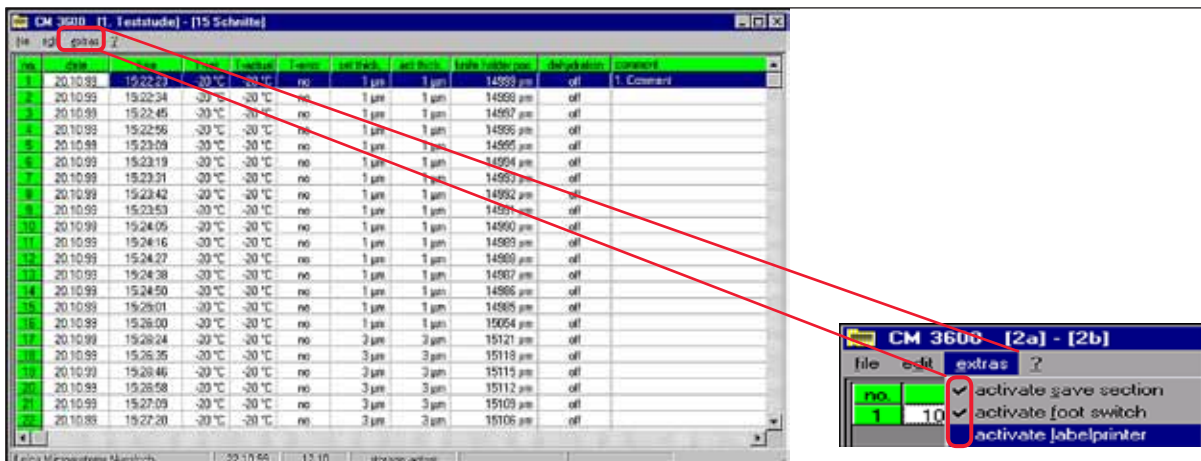 CM 3600 [1. Teststudie] - [15 Schnitte]
file edit extras ?
no. date time T-actual T-error set thick. act thick. knife holder pos. dehydration comment
1 20.10.99 15:22:23 -20 °C -20 °C no 1 µm 1 µm 14999 µm off 1. Comment
2 20.10.99 15:22:34 -20 °C -20 °C no 1 µm 1 µm 14998 µm off
3 20.10.99 15:22:45 -20 °C -20 °C no 1 µm 1 µm 14997 µm off
4 20.10.99 15:22:56 -20 °C -20 °C no 1 µm 1 µm 14996 µm off
5 20.10.99 15:23:09 -20 °C -20 °C no 1 µm 1 µm 14995 µm off
6 20.10.99 15:23:19 -20 °C -20 °C no 1 µm 1 µm 14994 µm off
7 20.10.99 15:23:31 -20 °C -20 °C no 1 µm 1 µm 14993 µm off
8 20.10.99 15:23:42 -20 °C -20 °C no 1 µm 1 µm 14992 µm off
9 20.10.99 15:23:53 -20 °C -20 °C no 1 µm 1 µm 14991 µm off
10 20.10.99 15:24:05 -20 °C -20 °C no 1 µm 1 µm 14990 µm off
11 20.10.99 15:24:16 -20 °C -20 °C no 1 µm 1 µm 14989 µm off
12 20.10.99 15:24:27 -20 °C -20 °C no 1 µm 1 µm 14988 µm off
13 20.10.99 15:24:38 -20 °C -20 °C no 1 µm 1 µm 14987 µm off
14 20.10.99 15:24:50 -20 °C -20 °C no 1 µm 1 µm 14986 µm off
15 20.10.99 15:25:01 -20 °C -20 °C no 1 µm 1 µm 14985 µm off
16 20.10.99 15:26:00 -20 °C -20 °C no 1 µm 1 µm 15054 µm off
17 20.10.99 15:26:24 -20 °C -20 °C no 3 µm 3 µm 15121 µm off
18 20.10.99 15:26:35 -20 °C -20 °C no 3 µm 3 µm 15118 µm off
19 20.10.99 15:26:46 -20 °C -20 °C no 3 µm 3 µm 15115 µm off
20 20.10.99 15:26:58 -20 °C -20 °C no 3 µm 3 µm 15112 µm off
21 20.10.99 15:27:09 -20 °C -20 °C no 3 µm 3 µm 15109 µm off
22 20.10.99 15:27:20 -20 °C -20 °C no 3 µm 3 µm 15106 µm off
Leica Microsystems Nussloch 22.10.99 12:10
CM 3600 [2a] - [2b]
file edit extras ?
no. activate save section
1 10 activate foot switch
activate labelprinter